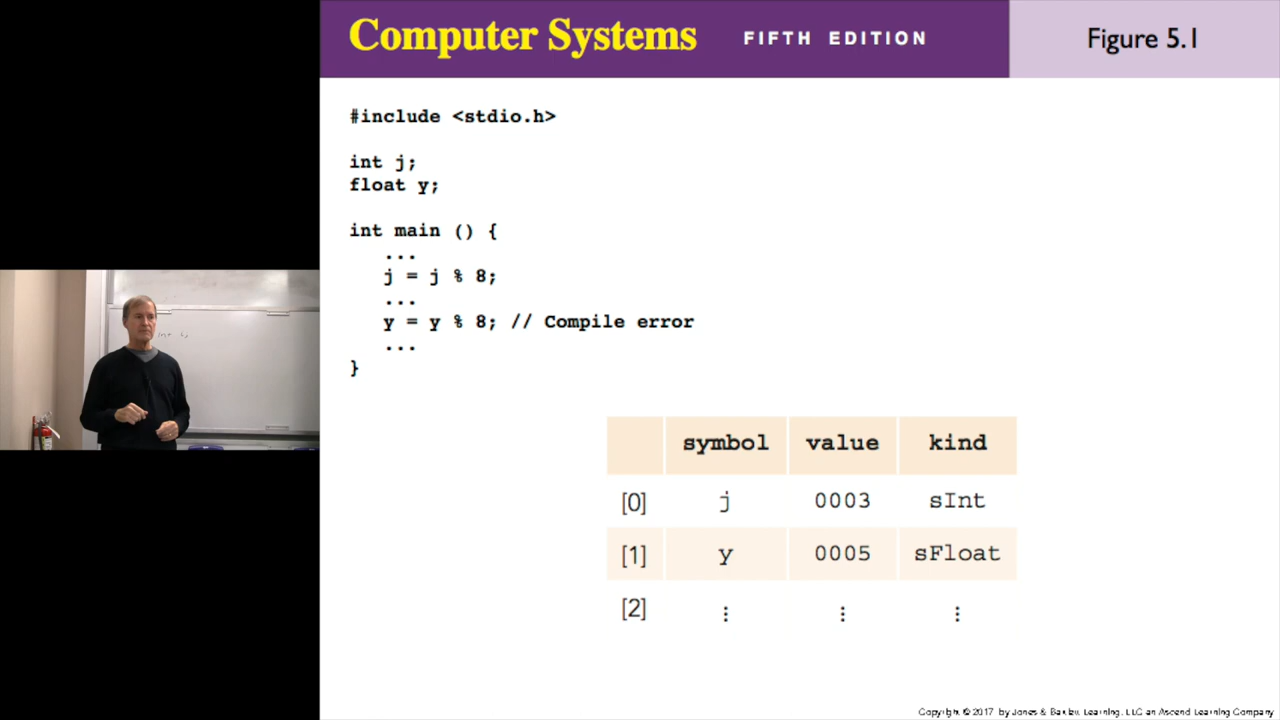 Computer Systems FIFTH EDITION Figure 5.1
#include <stdio.h>
int j;
float y;
int main () {
...
j = j % 8;
...
y = y % 8; // Compile error
...
}
symbol value kind
[0] j 0003 sInt
[1] y 0005 sFloat
[2] ⋮ ⋮ ⋮
Copyright © 2017 by Jones & Bartlett Learning, LLC an Ascend Learning Company